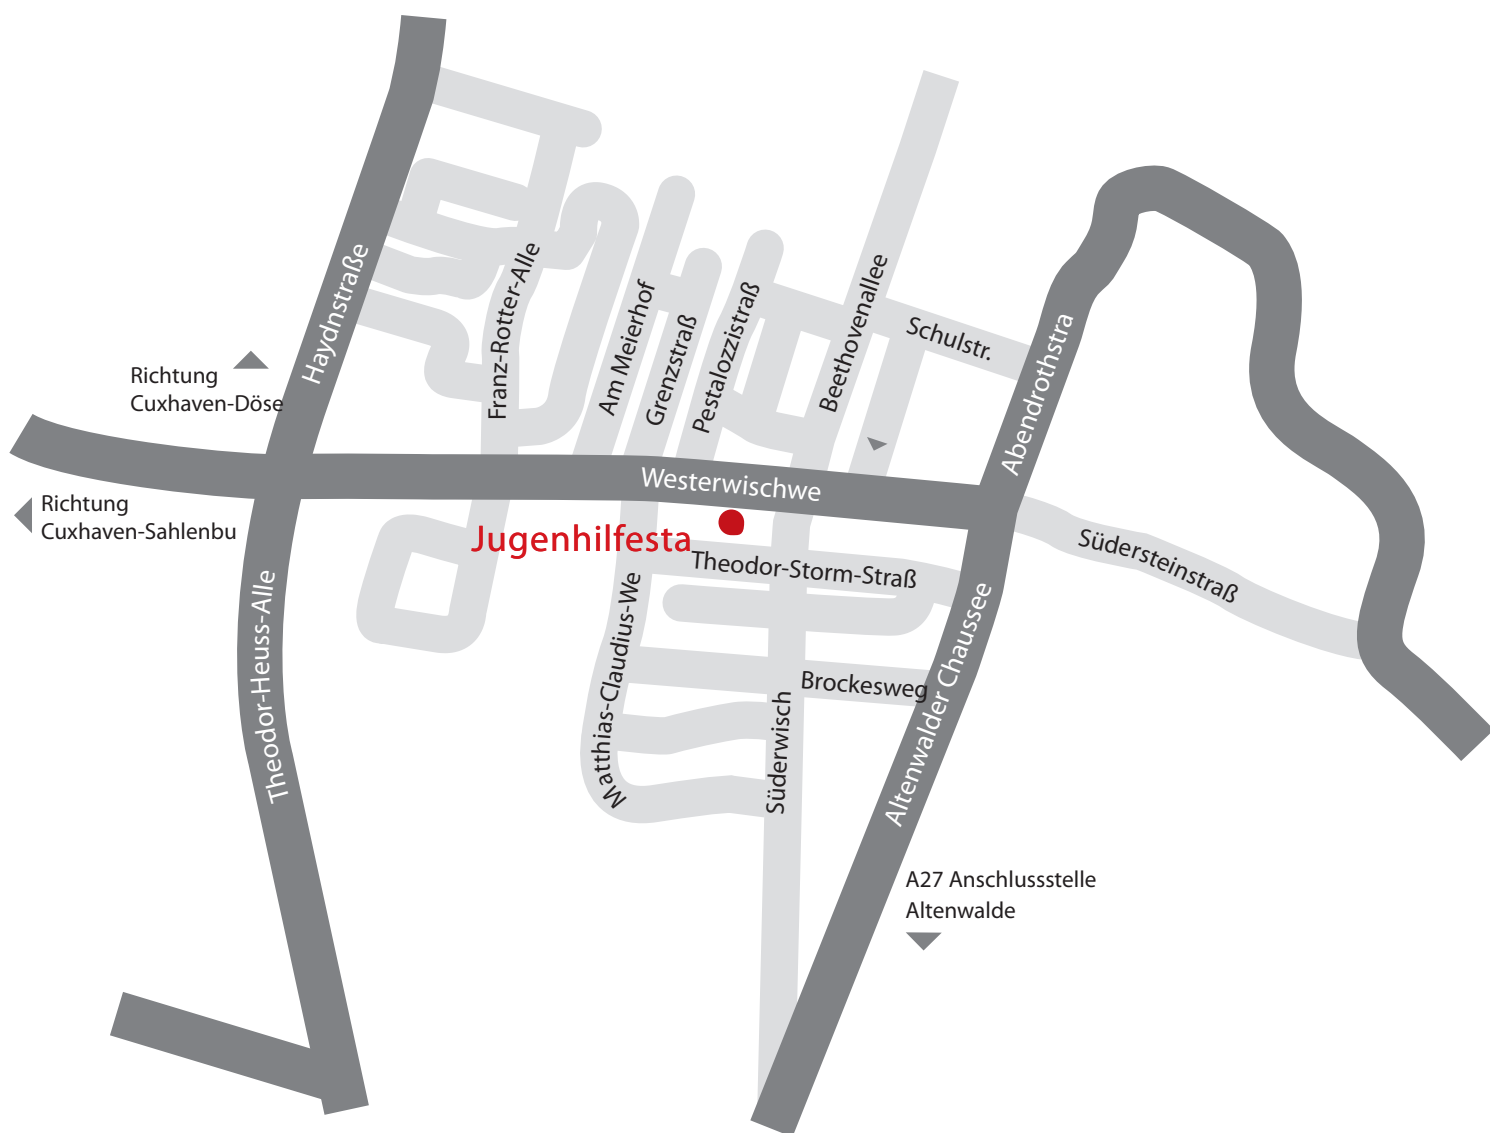 Haydnstraße
Franz-Rotter-Alle
Am Meierhof
Grenzstraß
Pestalozzistraß
Beethovenallee
Schulstr.
Abendrothstra
Richtung
Cuxhaven-Döse
Westerwischwe
Richtung
Cuxhaven-Sahlenbu
Jugenhilfesta
Theodor-Storm-Straß
Südersteinstraß
Theodor-Heuss-Alle
Matthias-Claudius-We
Brockesweg
Süderwisch
Altenwalder Chaussee
A27 Anschlussstelle
Altenwalde